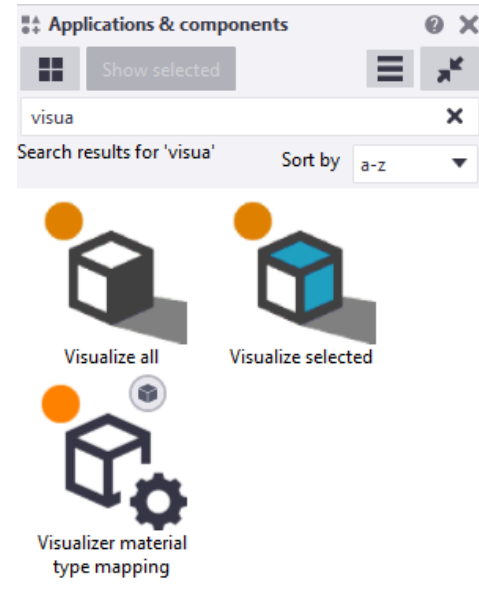 Applications & components
Show selected
visua
Search results for 'visua'
Sort by a-z
Visualize all
Visualize selected
Visualizer material
type mapping